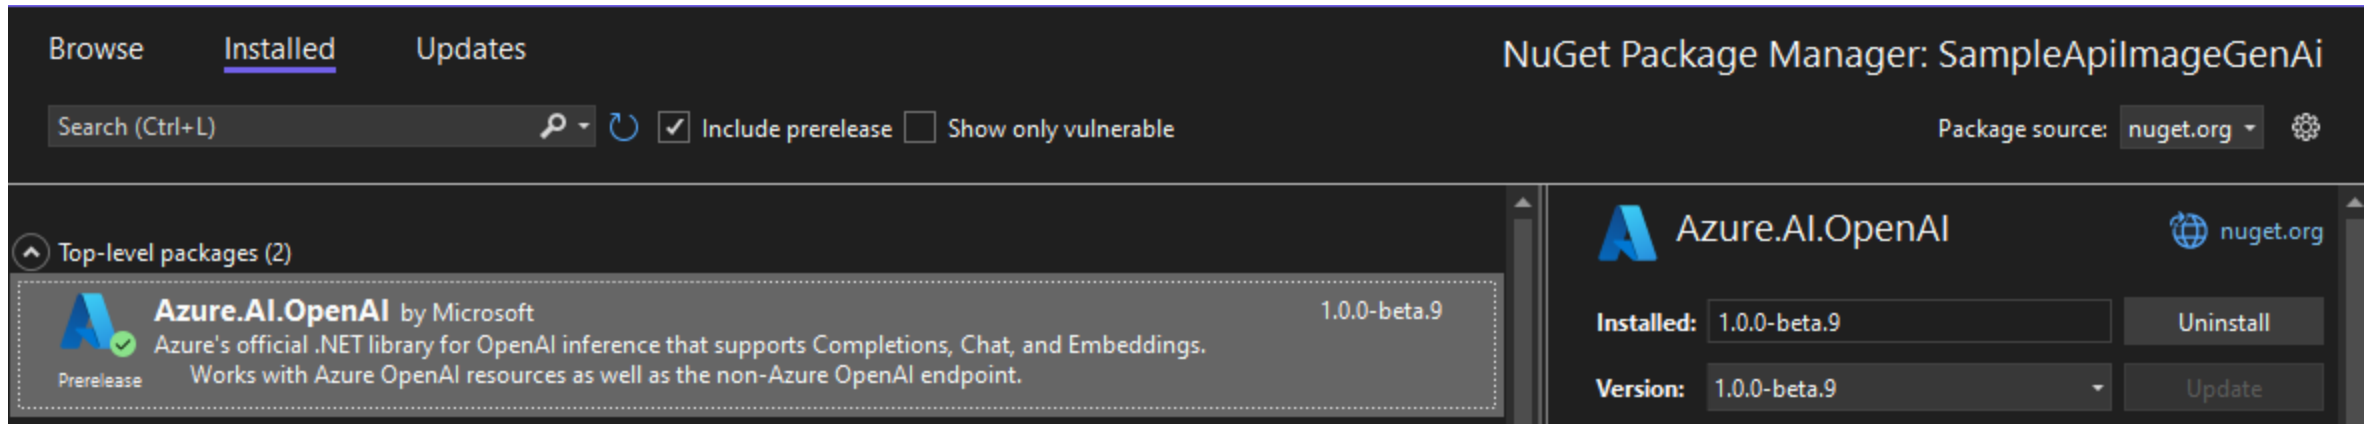 Browse Installed Updates
NuGet Package Manager: SampleApiImageGenAi
Search (Ctrl+L)
Include prerelease
Show only vulnerable
Package source: nuget.org
Top-level packages (2)
Azure.AI.OpenAI by Microsoft 1.0.0-beta.9
Azure's official .NET library for OpenAI inference that supports Completions, Chat, and Embeddings.
Works with Azure OpenAI resources as well as the non-Azure OpenAI endpoint.
Prerelease
Azure.AI.OpenAI nuget.org
Installed: 1.0.0-beta.9 Uninstall
Version: 1.0.0-beta.9 Update